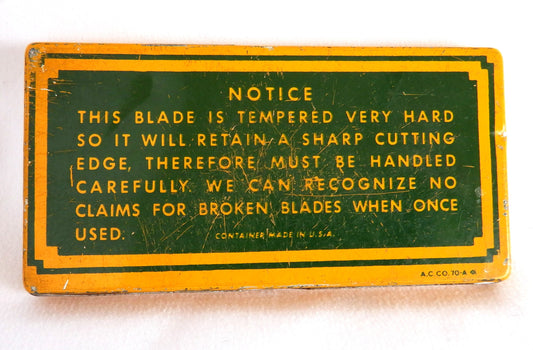 NOTICE
THIS BLADE IS TEMPERED VERY HARD
SO IT WILL RETAIN A SHARP CUTTING
EDGE, THEREFORE MUST BE HANDLED
CAREFULLY. WE CAN RECOGNIZE NO
CLAIMS FOR BROKEN BLADES WHEN ONCE
USED. CONTAINER MADE IN U.S.A.
A.C.CO. 70-A